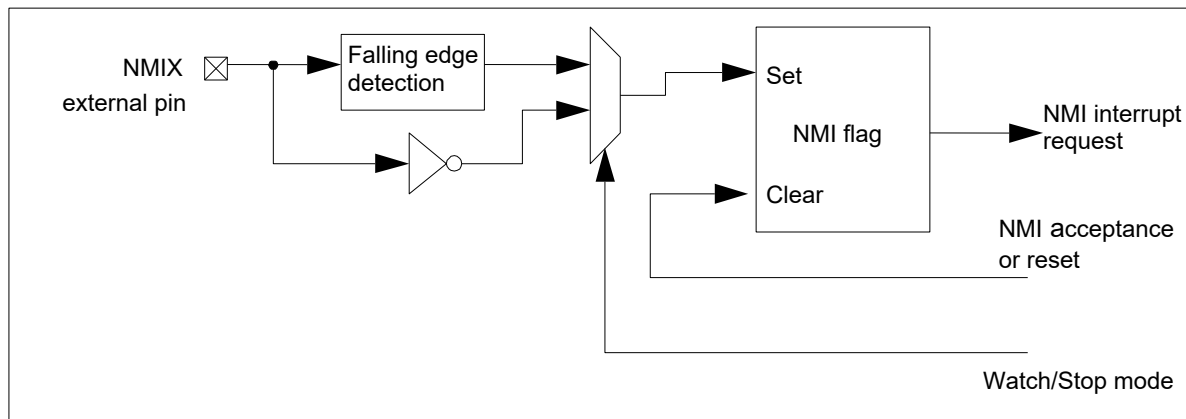 NMIX
external pin
Falling edge
detection
Set
NMI flag
Clear
NMI interrupt
request
NMI acceptance
or reset
Watch/Stop mode